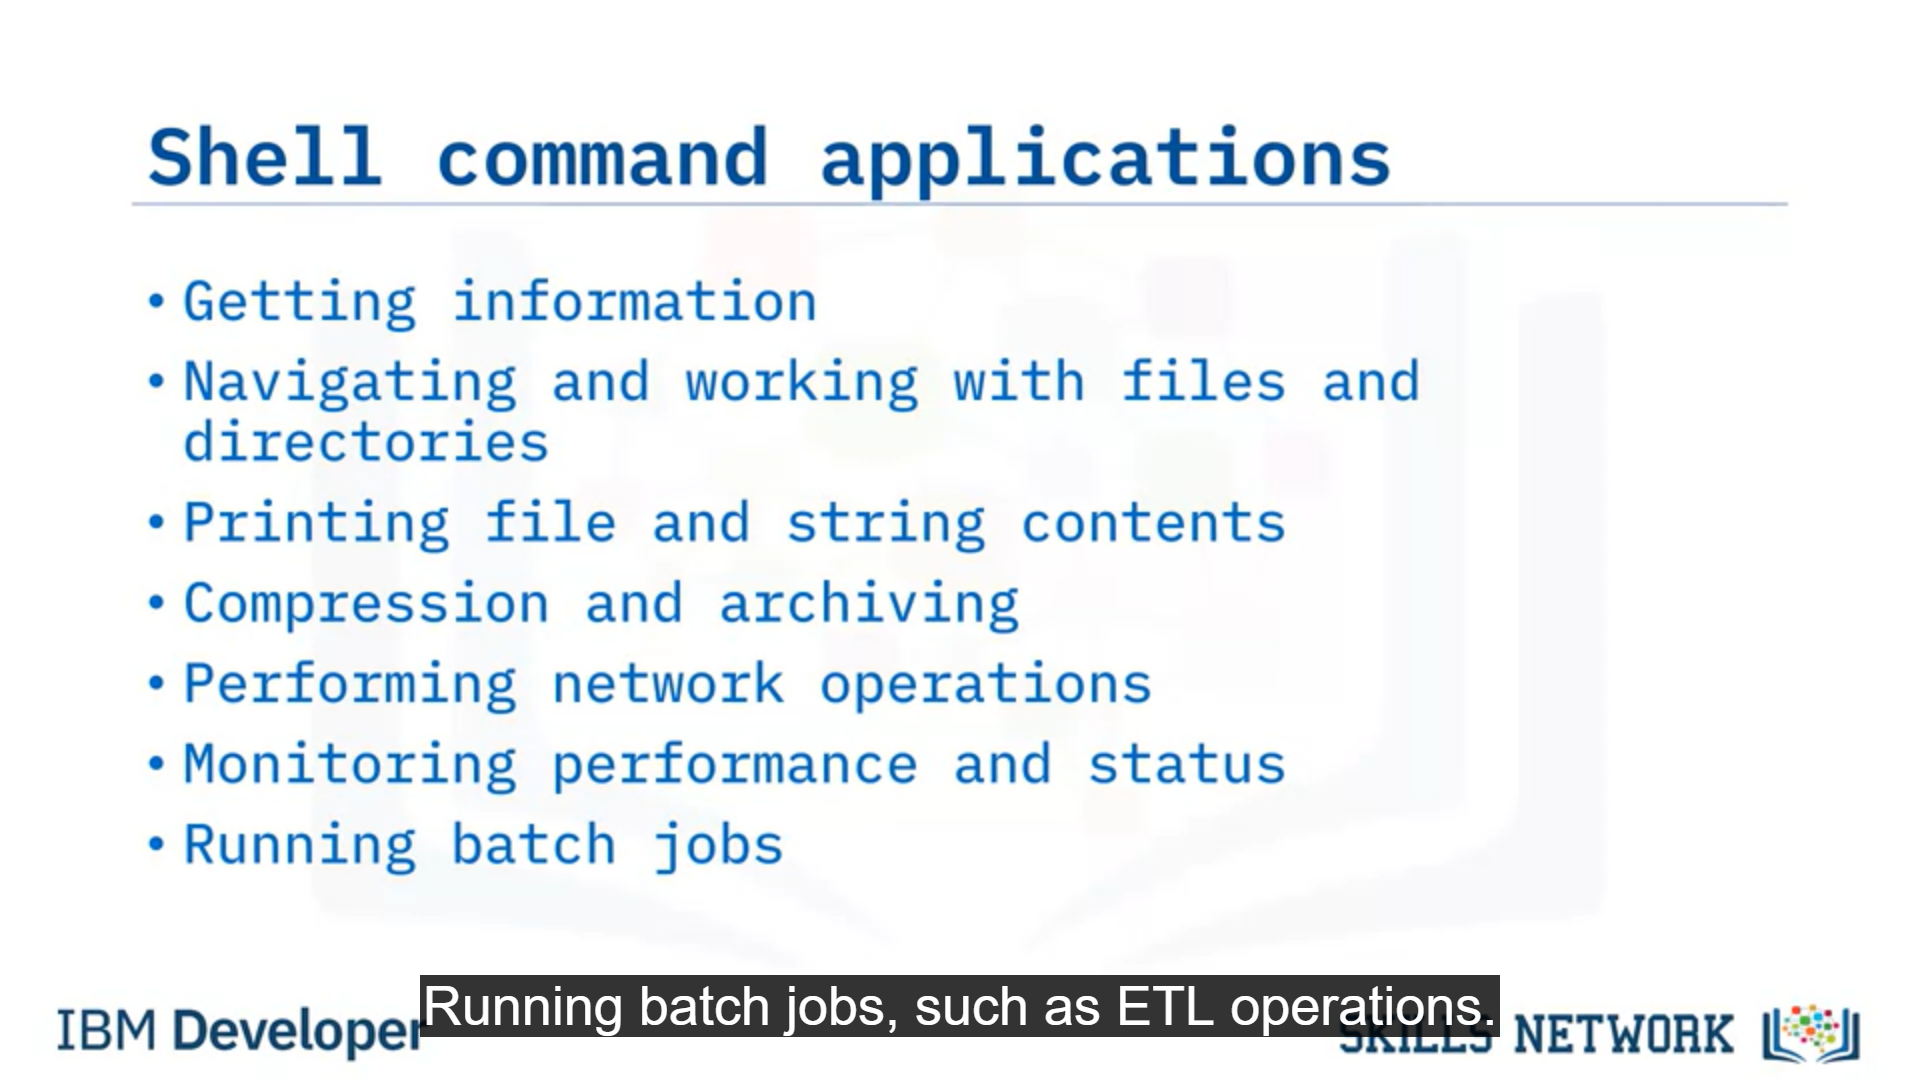 Shell command applications
• Getting information
• Navigating and working with files and
directories
• Printing file and string contents
• Compression and archiving
• Performing network operations
• Monitoring performance and status
• Running batch jobs
Running batch jobs, such as ETL operations.
IBM Developer
SKILLS NETWORK